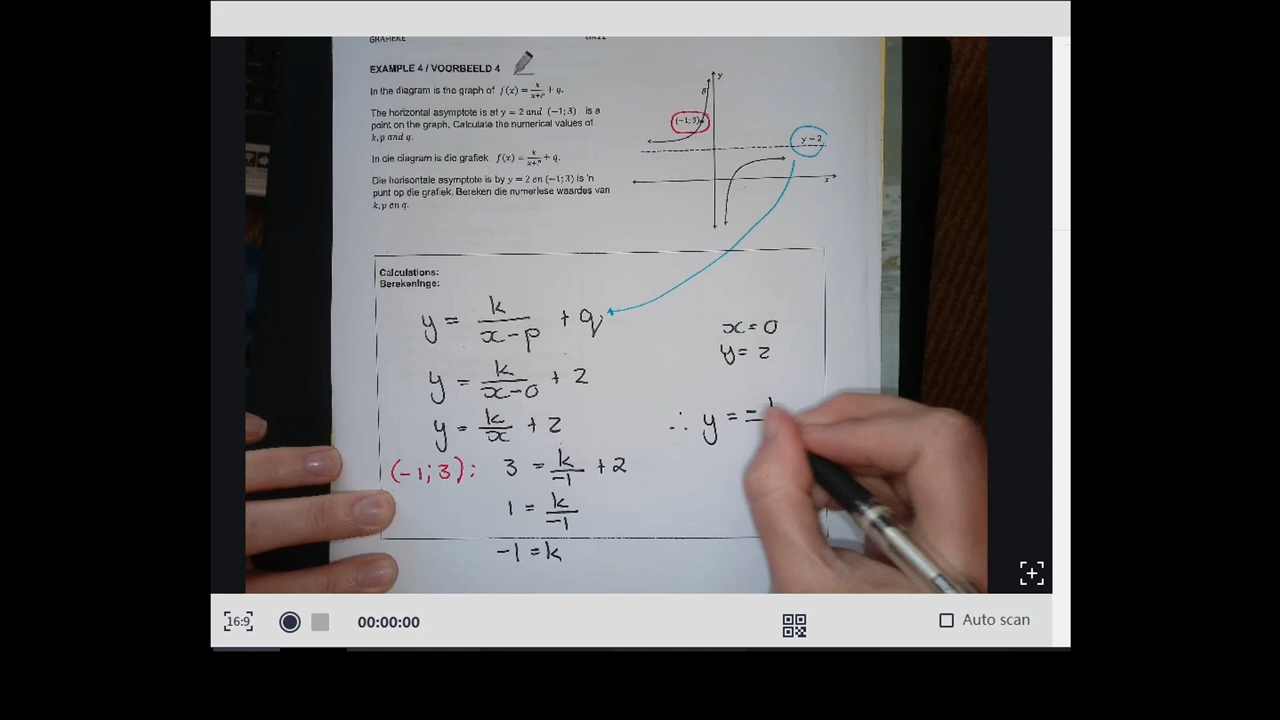 GRAFIEKE
EXAMPLE 4 / VOORBEELD 4
In the diagram is the graph of f(x) = k/(x+p) + q.
The horizontal asymptote is at y = 2 and (−1; 3) is a
point on the graph. Calculate the numerical values of
k, p and q.
In die diagram is die grafiek f(x) = k/(x+p) + q.
Die horisontale asymptote is by y = 2 en (−1; 3) is 'n
punt op die grafiek. Bereken die numeriese waardes van
k, p en q.
y
(−1; 3)
y = 2
x
Calculations:
Berekeninge:
y = k/(x−p) + q
y = k/(x−0) + 2
y = k/x + 2
(−1; 3): 3 = k/−1 + 2
1 = k/−1
−1 = k
x = 0
y = 2
∴ y = −1
16:9
00:00:00
Auto scan